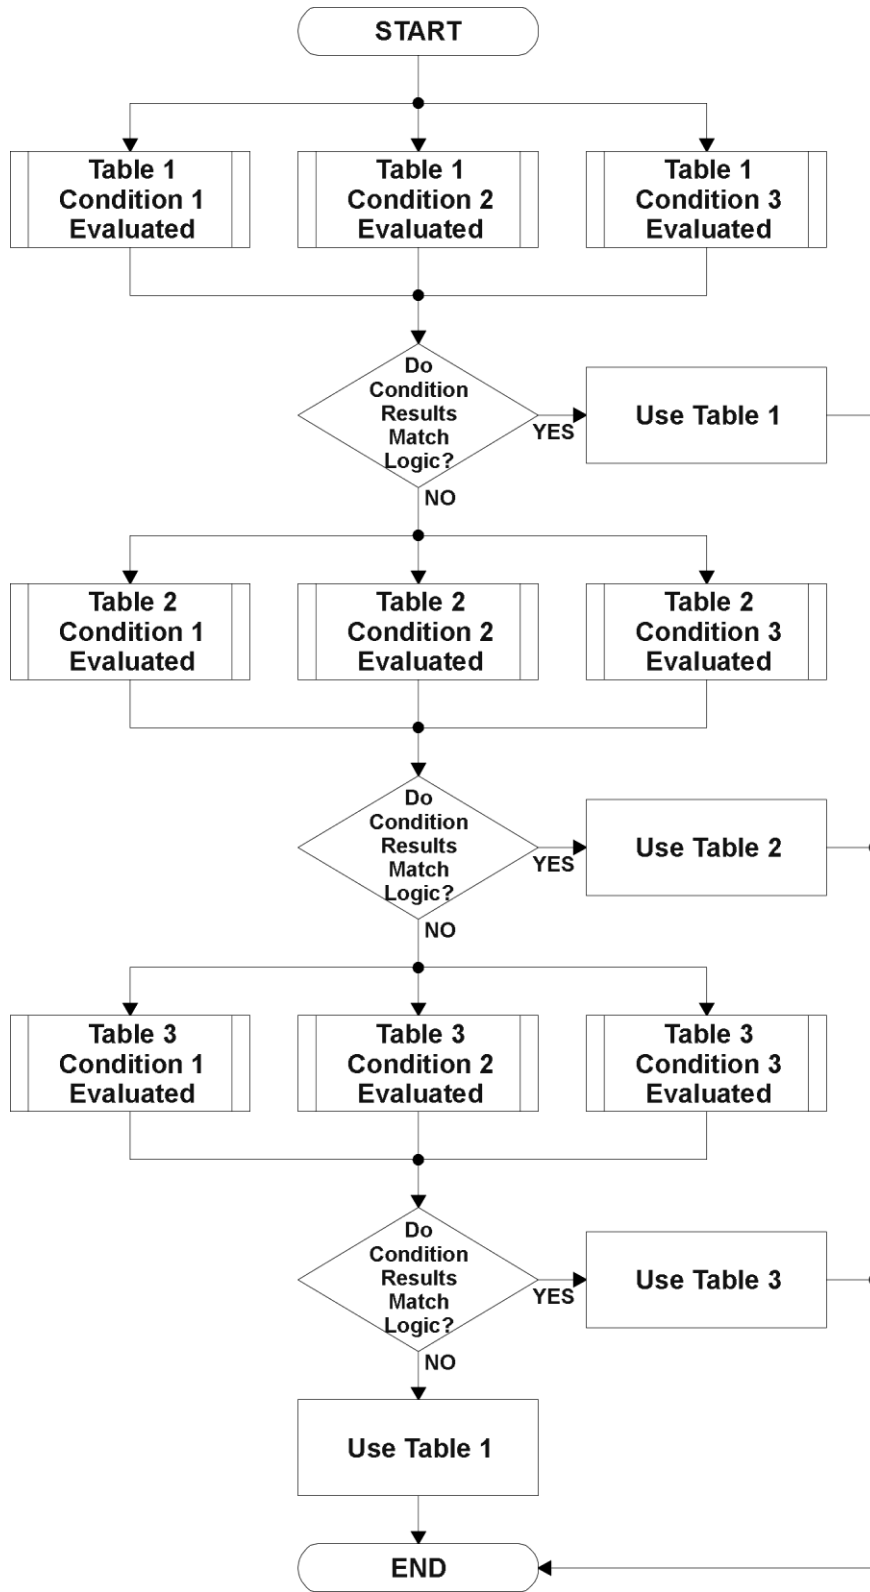 START
Table 1
Condition 1
Evaluated
Table 1
Condition 2
Evaluated
Table 1
Condition 3
Evaluated
Do
Condition
Results
Match
Logic?
YES
Use Table 1
NO
Table 2
Condition 1
Evaluated
Table 2
Condition 2
Evaluated
Table 2
Condition 3
Evaluated
Do
Condition
Results
Match
Logic?
YES
Use Table 2
NO
Table 3
Condition 1
Evaluated
Table 3
Condition 2
Evaluated
Table 3
Condition 3
Evaluated
Do
Condition
Results
Match
Logic?
YES
Use Table 3
NO
Use Table 1
END